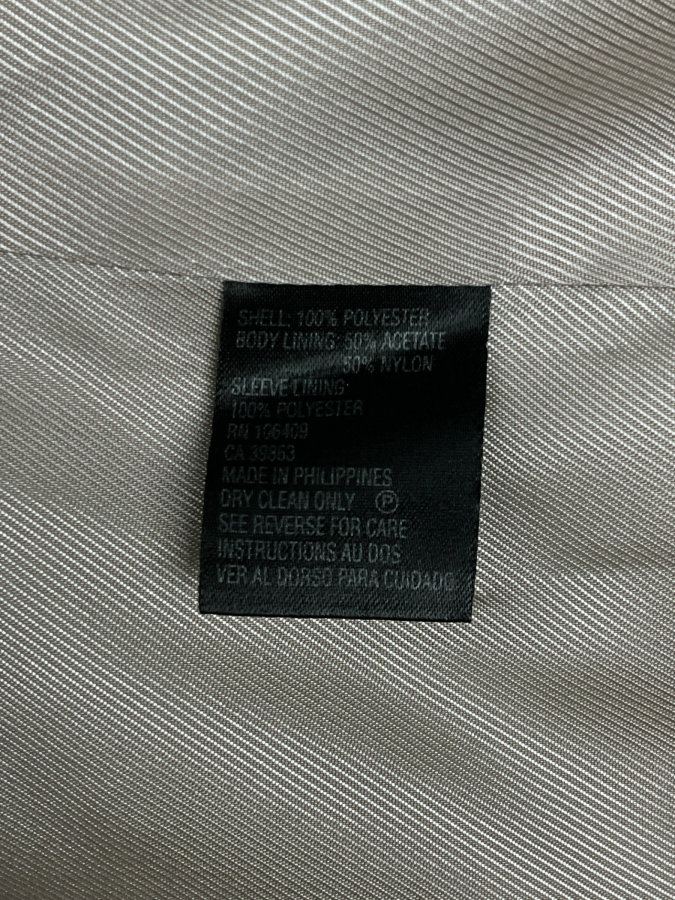 SHELL: 100% POLYESTER
BODY LINING: 50% ACETATE
50% NYLON
SLEEVE LINING:
100% POLYESTER
RN 106409
CA 39853
MADE IN PHILIPPINES
DRY CLEAN ONLY Ⓟ
SEE REVERSE FOR CARE
INSTRUCTIONS AU DOS
VER AL DORSO PARA CUIDADO